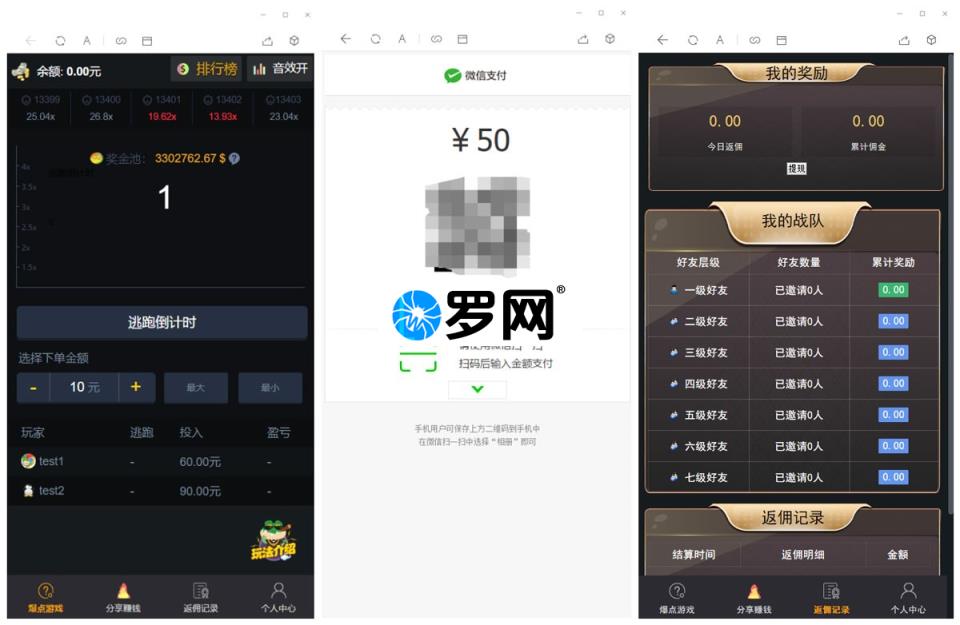 余额: 0.00元
排行榜
音效开
13399 13400 13401 13402 13403
25.04x 26.8x 19.62x 13.93x 23.04x
奖金池: 3302762.67 $ ?
1
4x
3.5x
3x
2.5x
2x
1.5x
逃跑倒计时
选择下单金额
- 10 元 + 最大 最小
玩家 逃跑 投入 盈亏
test1 - 60.00元 -
test2 - 90.00元 -
玩法介绍
爆点游戏 分享赚钱 返佣记录 个人中心
微信支付
¥ 50
罗网®
扫码后输入金额支付
手机用户可保存上方二维码到手机中
在微信扫一扫中选择“相册”即可
我的奖励
0.00 0.00
今日返佣 累计佣金
提现
我的战队
好友层级 好友数量 累计奖励
一级好友 已邀请0人 0.00
二级好友 已邀请0人 0.00
三级好友 已邀请0人 0.00
四级好友 已邀请0人 0.00
五级好友 已邀请0人 0.00
六级好友 已邀请0人 0.00
七级好友 已邀请0人 0.00
返佣记录
结算时间 返佣明细 金额
爆点游戏 分享赚钱 返佣记录 个人中心